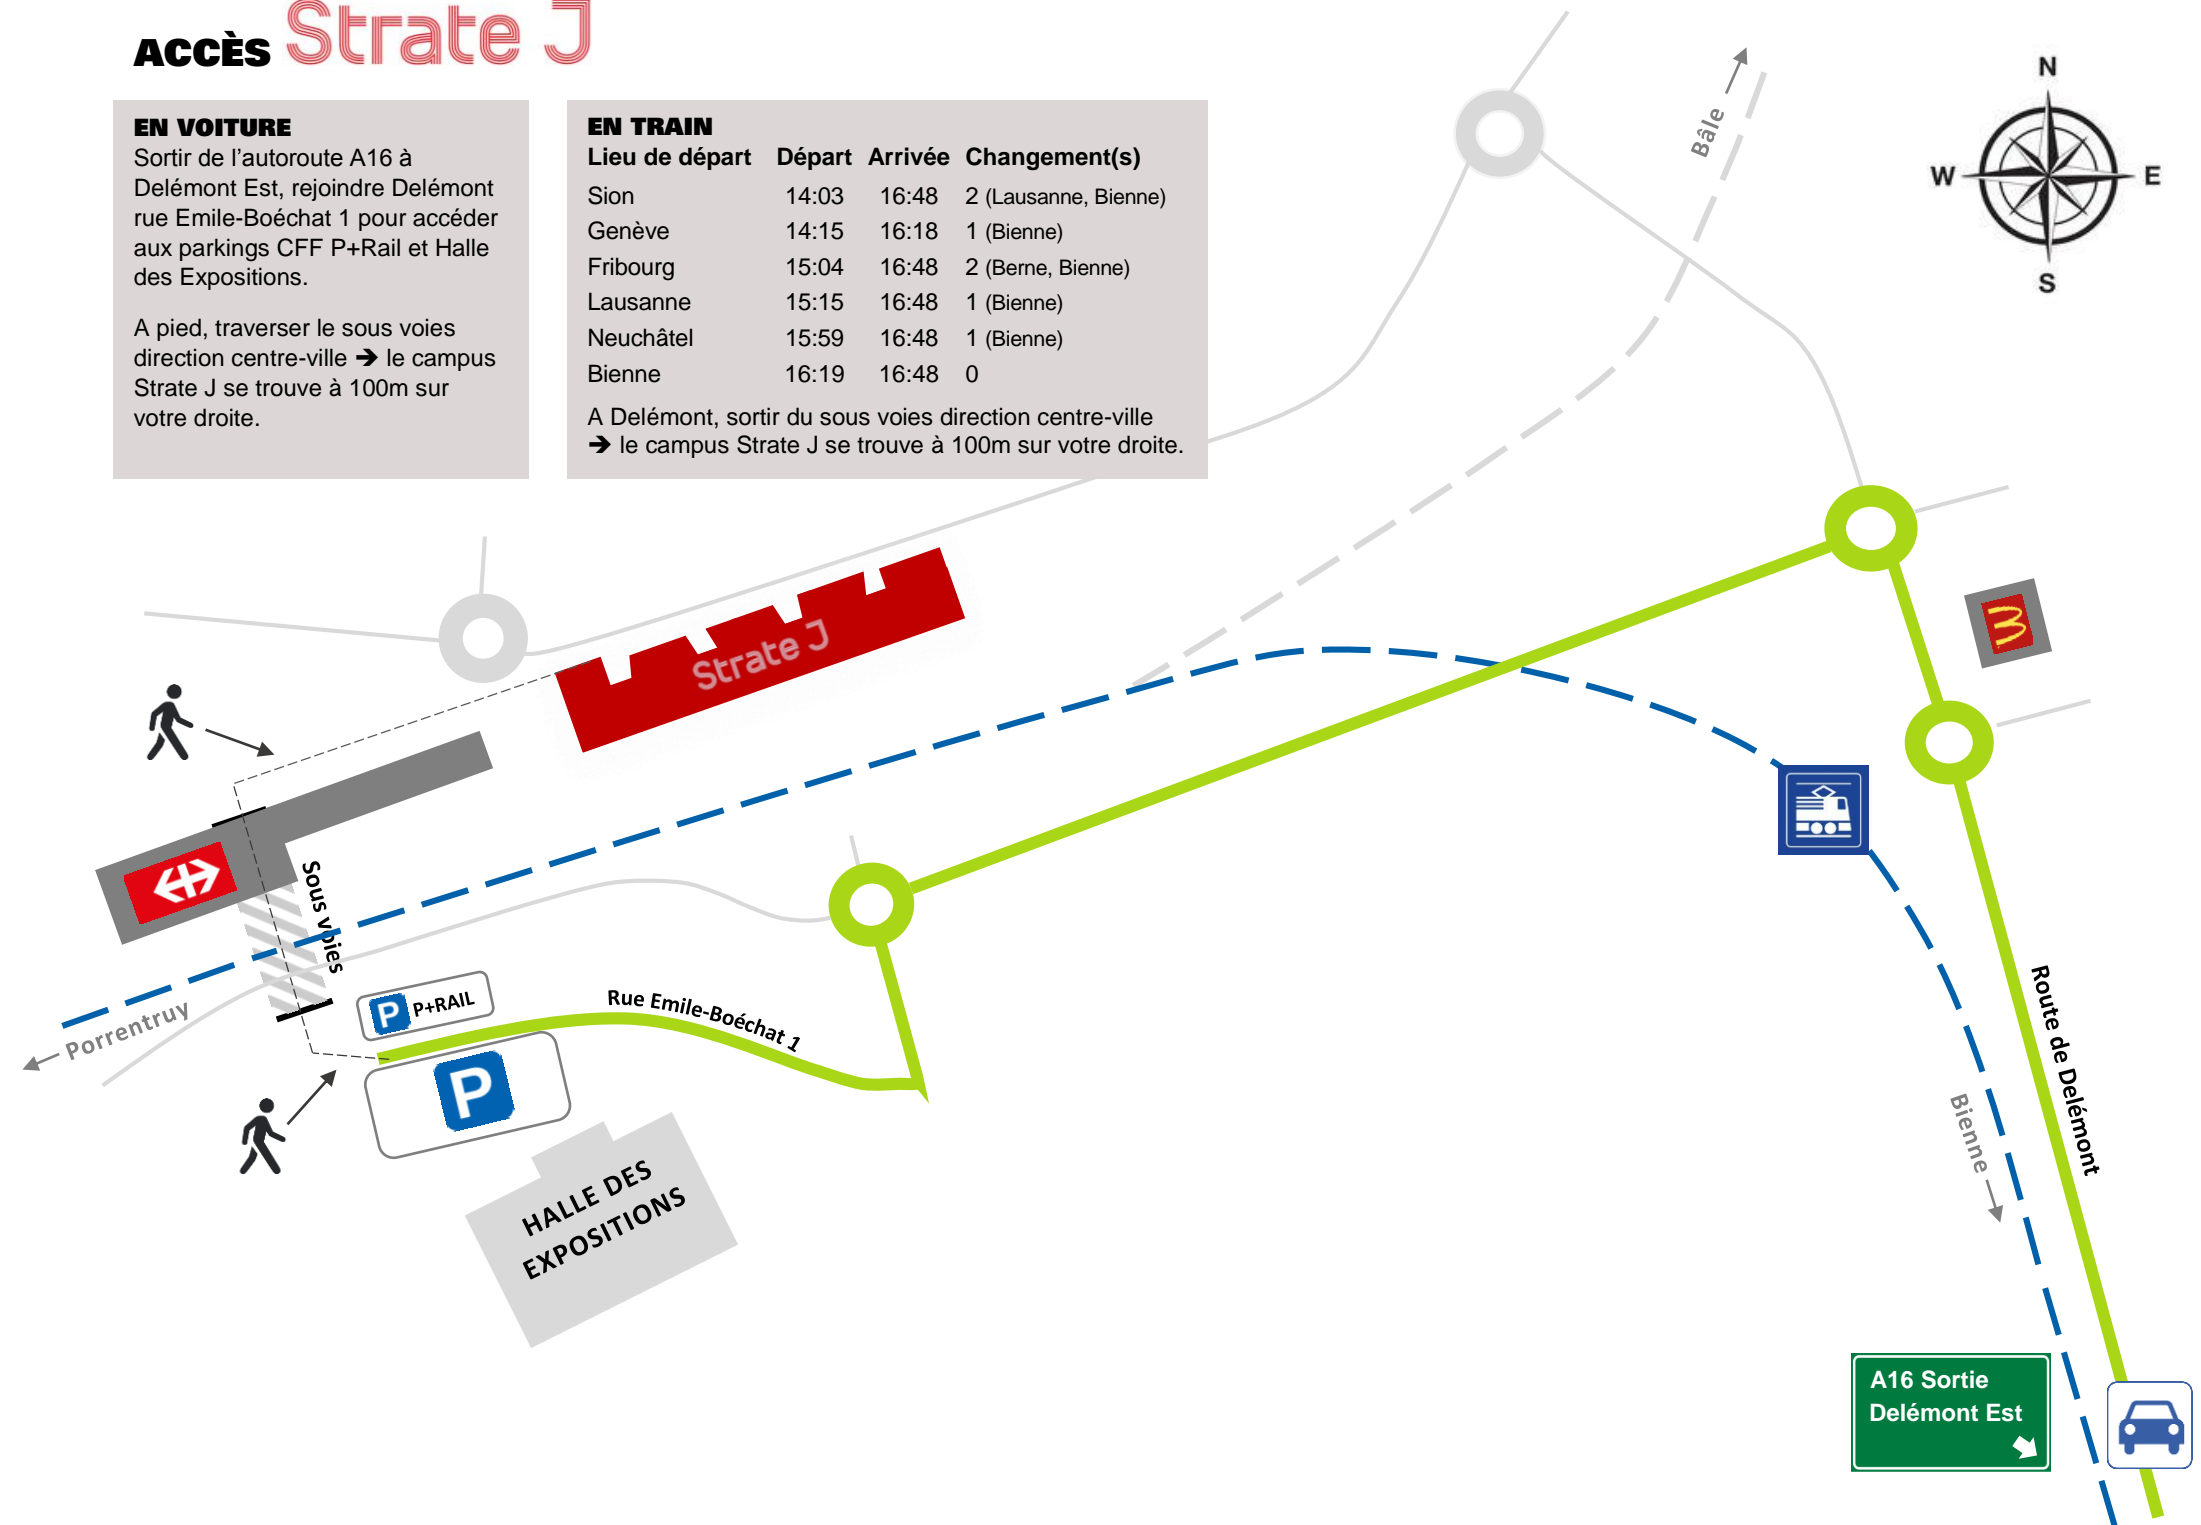 ACCÈS Strate J
EN VOITURE
Sortir de l'autoroute A16 à
Delémont Est, rejoindre Delémont
rue Emile-Boéchat 1 pour accéder
aux parkings CFF P+Rail et Halle
des Expositions.
A pied, traverser le sous voies
direction centre-ville ➔ le campus
Strate J se trouve à 100m sur
votre droite.
EN TRAIN
Lieu de départ Départ Arrivée Changement(s)
Sion 14:03 16:48 2 (Lausanne, Bienne)
Genève 14:15 16:18 1 (Bienne)
Fribourg 15:04 16:48 2 (Berne, Bienne)
Lausanne 15:15 16:48 1 (Bienne)
Neuchâtel 15:59 16:48 1 (Bienne)
Bienne 16:19 16:48 0
A Delémont, sortir du sous voies direction centre-ville
➔ le campus Strate J se trouve à 100m sur votre droite.
Bâle
N
W
E
S
Strate J
Sous voies
Porrentruy
P P+RAIL
Rue Emile-Boéchat 1
P
HALLE DES
EXPOSITIONS
Route de Delémont
Bienne
A16 Sortie
Delémont Est